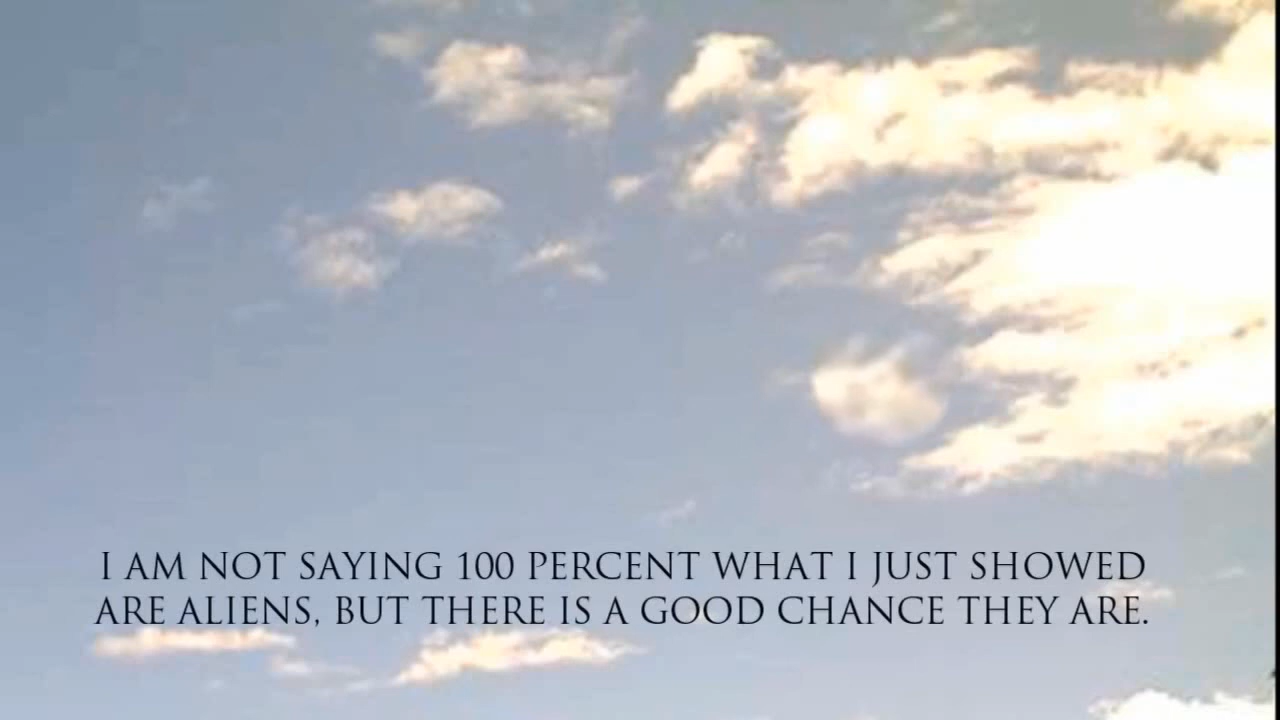 I AM NOT SAYING 100 PERCENT WHAT I JUST SHOWED
ARE ALIENS, BUT THERE IS A GOOD CHANCE THEY ARE.